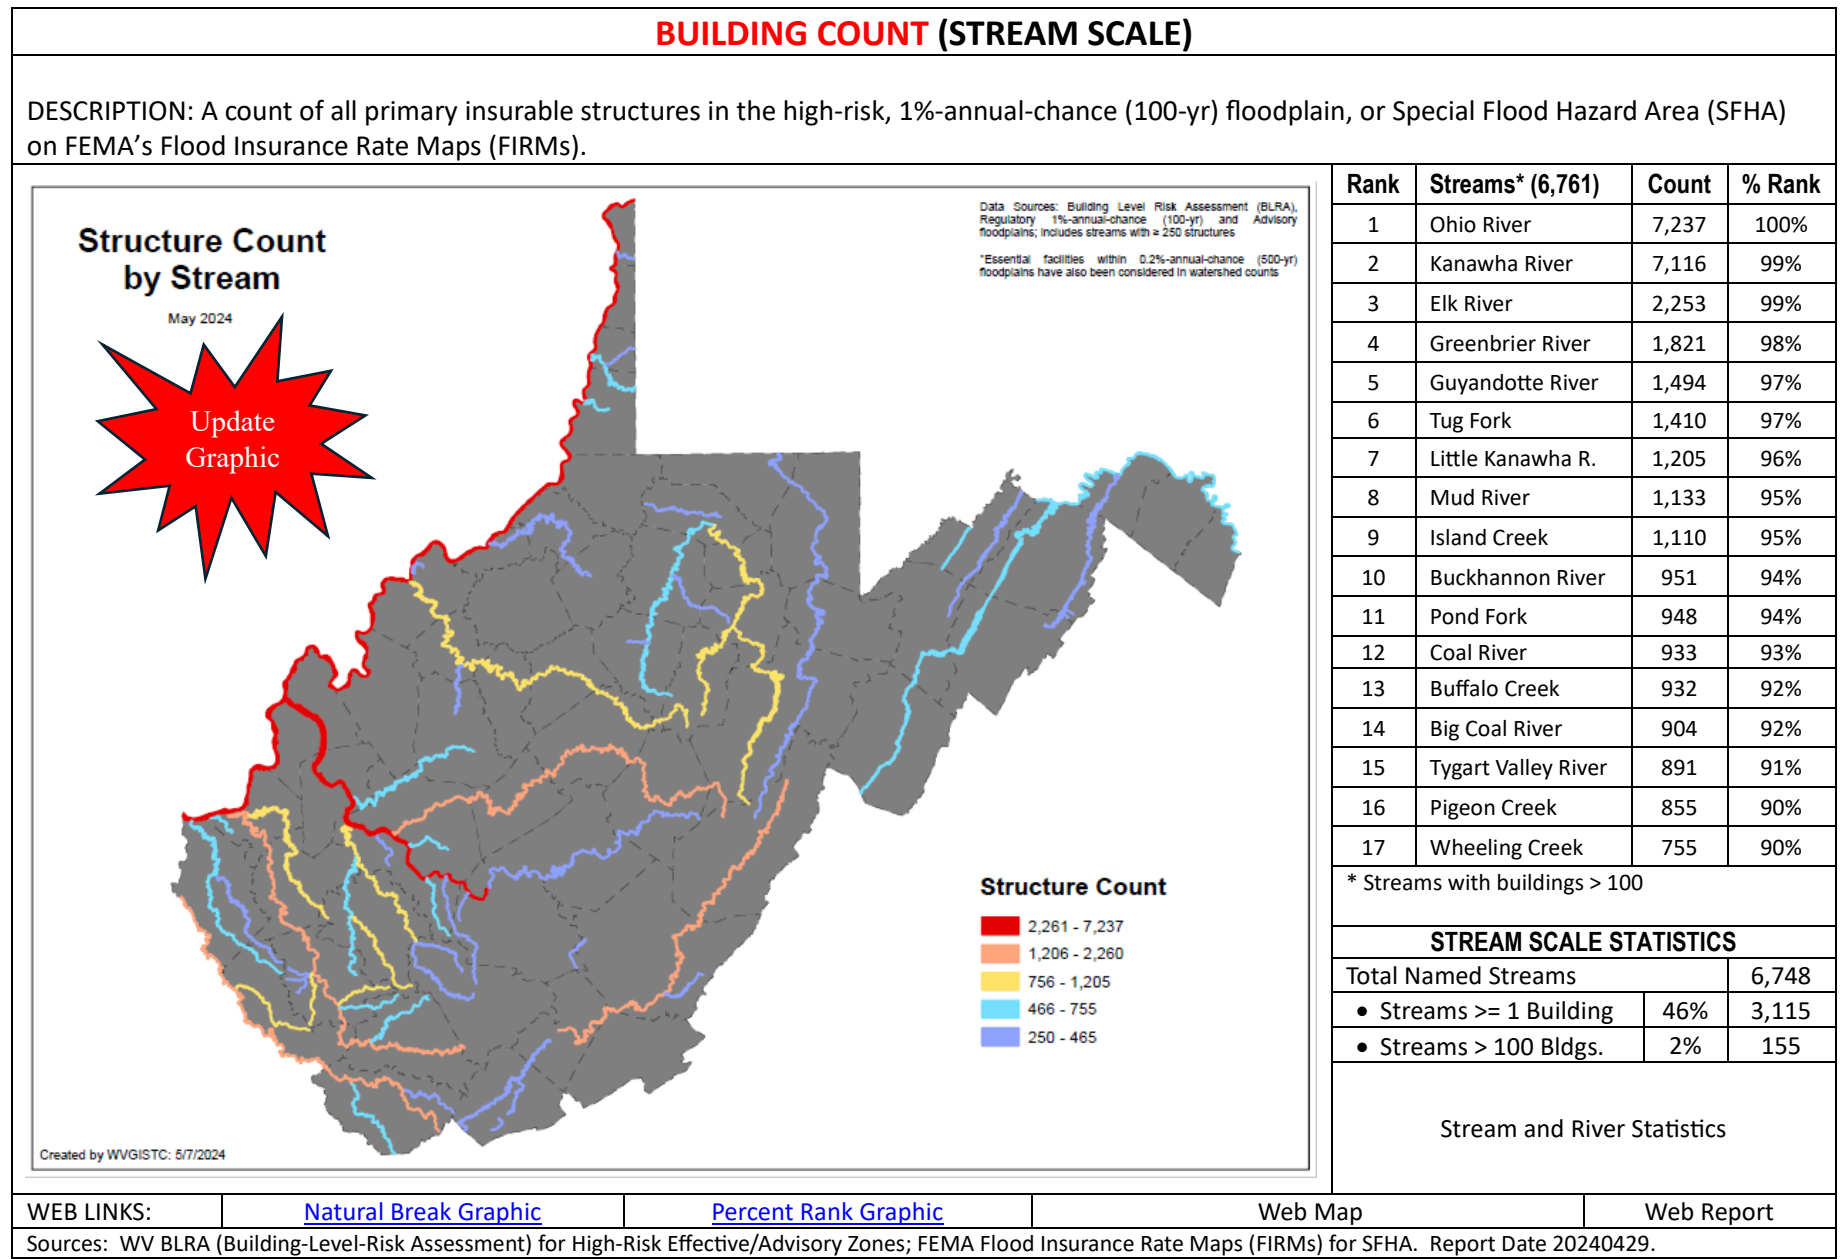 BUILDING COUNT (STREAM SCALE)
DESCRIPTION: A count of all primary insurable structures in the high-risk, 1%-annual-chance (100-yr) floodplain, or Special Flood Hazard Area (SFHA)
on FEMA's Flood Insurance Rate Maps (FIRMs).
Structure Count
by Stream
May 2024
Update
Graphic
Data Sources: Building Level Risk Assessment (BLRA),
Regulatory 1%-annual-chance (100-yr) and Advisory
floodplains; includes streams with ≥ 250 structures
*Essential facilities within 0.2%-annual-chance (500-yr)
floodplains have also been considered in watershed counts
Structure Count
2,261 - 7,237
1,206 - 2,260
756 - 1,205
466 - 755
250 - 465
Created by WVGISTC: 5/7/2024
Rank Streams* (6,761) Count % Rank
1 Ohio River 7,237 100%
2 Kanawha River 7,116 99%
3 Elk River 2,253 99%
4 Greenbrier River 1,821 98%
5 Guyandotte River 1,494 97%
6 Tug Fork 1,410 97%
7 Little Kanawha R. 1,205 96%
8 Mud River 1,133 95%
9 Island Creek 1,110 95%
10 Buckhannon River 951 94%
11 Pond Fork 948 94%
12 Coal River 933 93%
13 Buffalo Creek 932 92%
14 Big Coal River 904 92%
15 Tygart Valley River 891 91%
16 Pigeon Creek 855 90%
17 Wheeling Creek 755 90%
* Streams with buildings > 100
STREAM SCALE STATISTICS
Total Named Streams 6,748
• Streams >= 1 Building 46% 3,115
• Streams > 100 Bldgs. 2% 155
Stream and River Statistics
WEB LINKS: Natural Break Graphic Percent Rank Graphic Web Map Web Report
Sources: WV BLRA (Building-Level-Risk Assessment) for High-Risk Effective/Advisory Zones; FEMA Flood Insurance Rate Maps (FIRMs) for SFHA. Report Date 20240429.